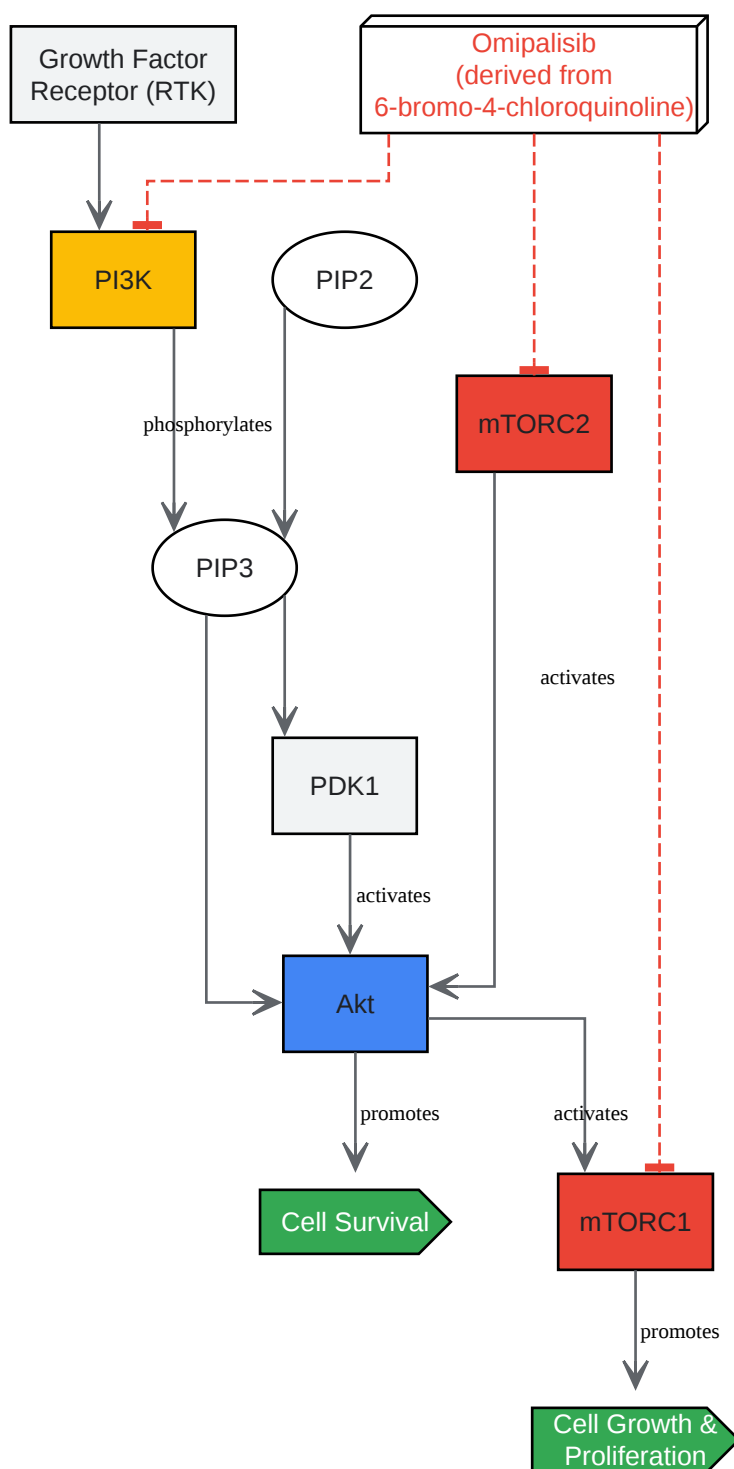 Growth Factor
Receptor (RTK)
Omipalisib
(derived from
6-bromo-4-chloroquinoline)
PI3K
PIP2
mTORC2
phosphorylates
PIP3
activates
PDK1
activates
Akt
promotes
activates
Cell Survival
mTORC1
promotes
Cell Growth &
Proliferation